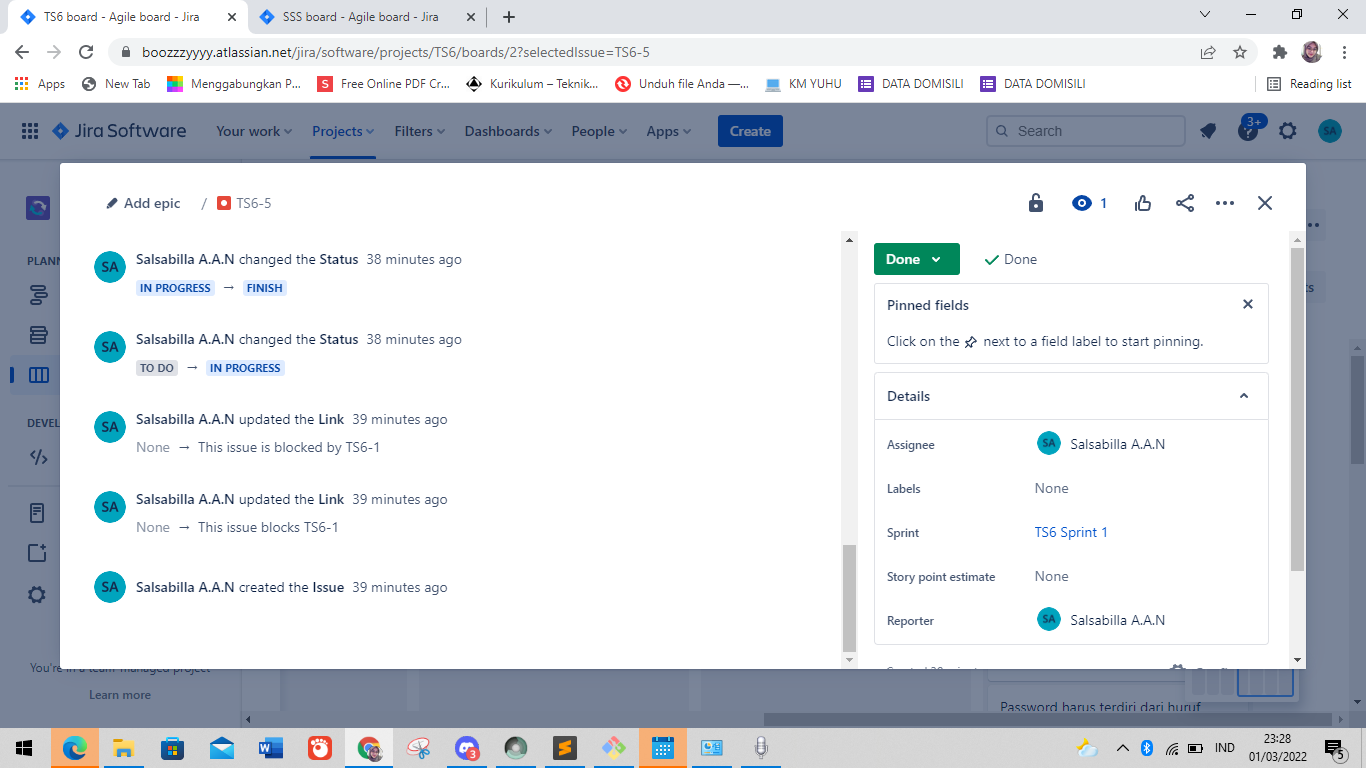 TS6 board - Agile board - Jira
SSS board - Agile board - Jira
boozzzyyyy.atlassian.net/jira/software/projects/TS6/boards/2?selectedIssue=TS6-5
Apps
New Tab
Menggabungkan P...
Free Online PDF Cr...
Kurikulum – Teknik...
Unduh file Anda —...
KM YUHU
DATA DOMISILI
DATA DOMISILI
Reading list
Jira Software
Your work
Projects
Filters
Dashboards
People
Apps
Create
Search
3+
SA
Add epic
/
TS6-5
1
PLANN
DEVEL
SA
Salsabilla A.A.N changed the Status 38 minutes ago
IN PROGRESS → FINISH
SA
Salsabilla A.A.N changed the Status 38 minutes ago
TO DO → IN PROGRESS
SA
Salsabilla A.A.N updated the Link 39 minutes ago
None → This issue is blocked by TS6-1
SA
Salsabilla A.A.N updated the Link 39 minutes ago
None → This issue blocks TS6-1
SA
Salsabilla A.A.N created the Issue 39 minutes ago
Done
Done
Pinned fields
Click on the next to a field label to start pinning.
Details
Assignee
SA
Salsabilla A.A.N
Labels
None
Sprint
TS6 Sprint 1
Story point estimate
None
Reporter
SA
Salsabilla A.A.N
ts
You're in a team-managed project
Learn more
Password harus terdiri dari huruf
3
IND
23:28
01/03/2022
5